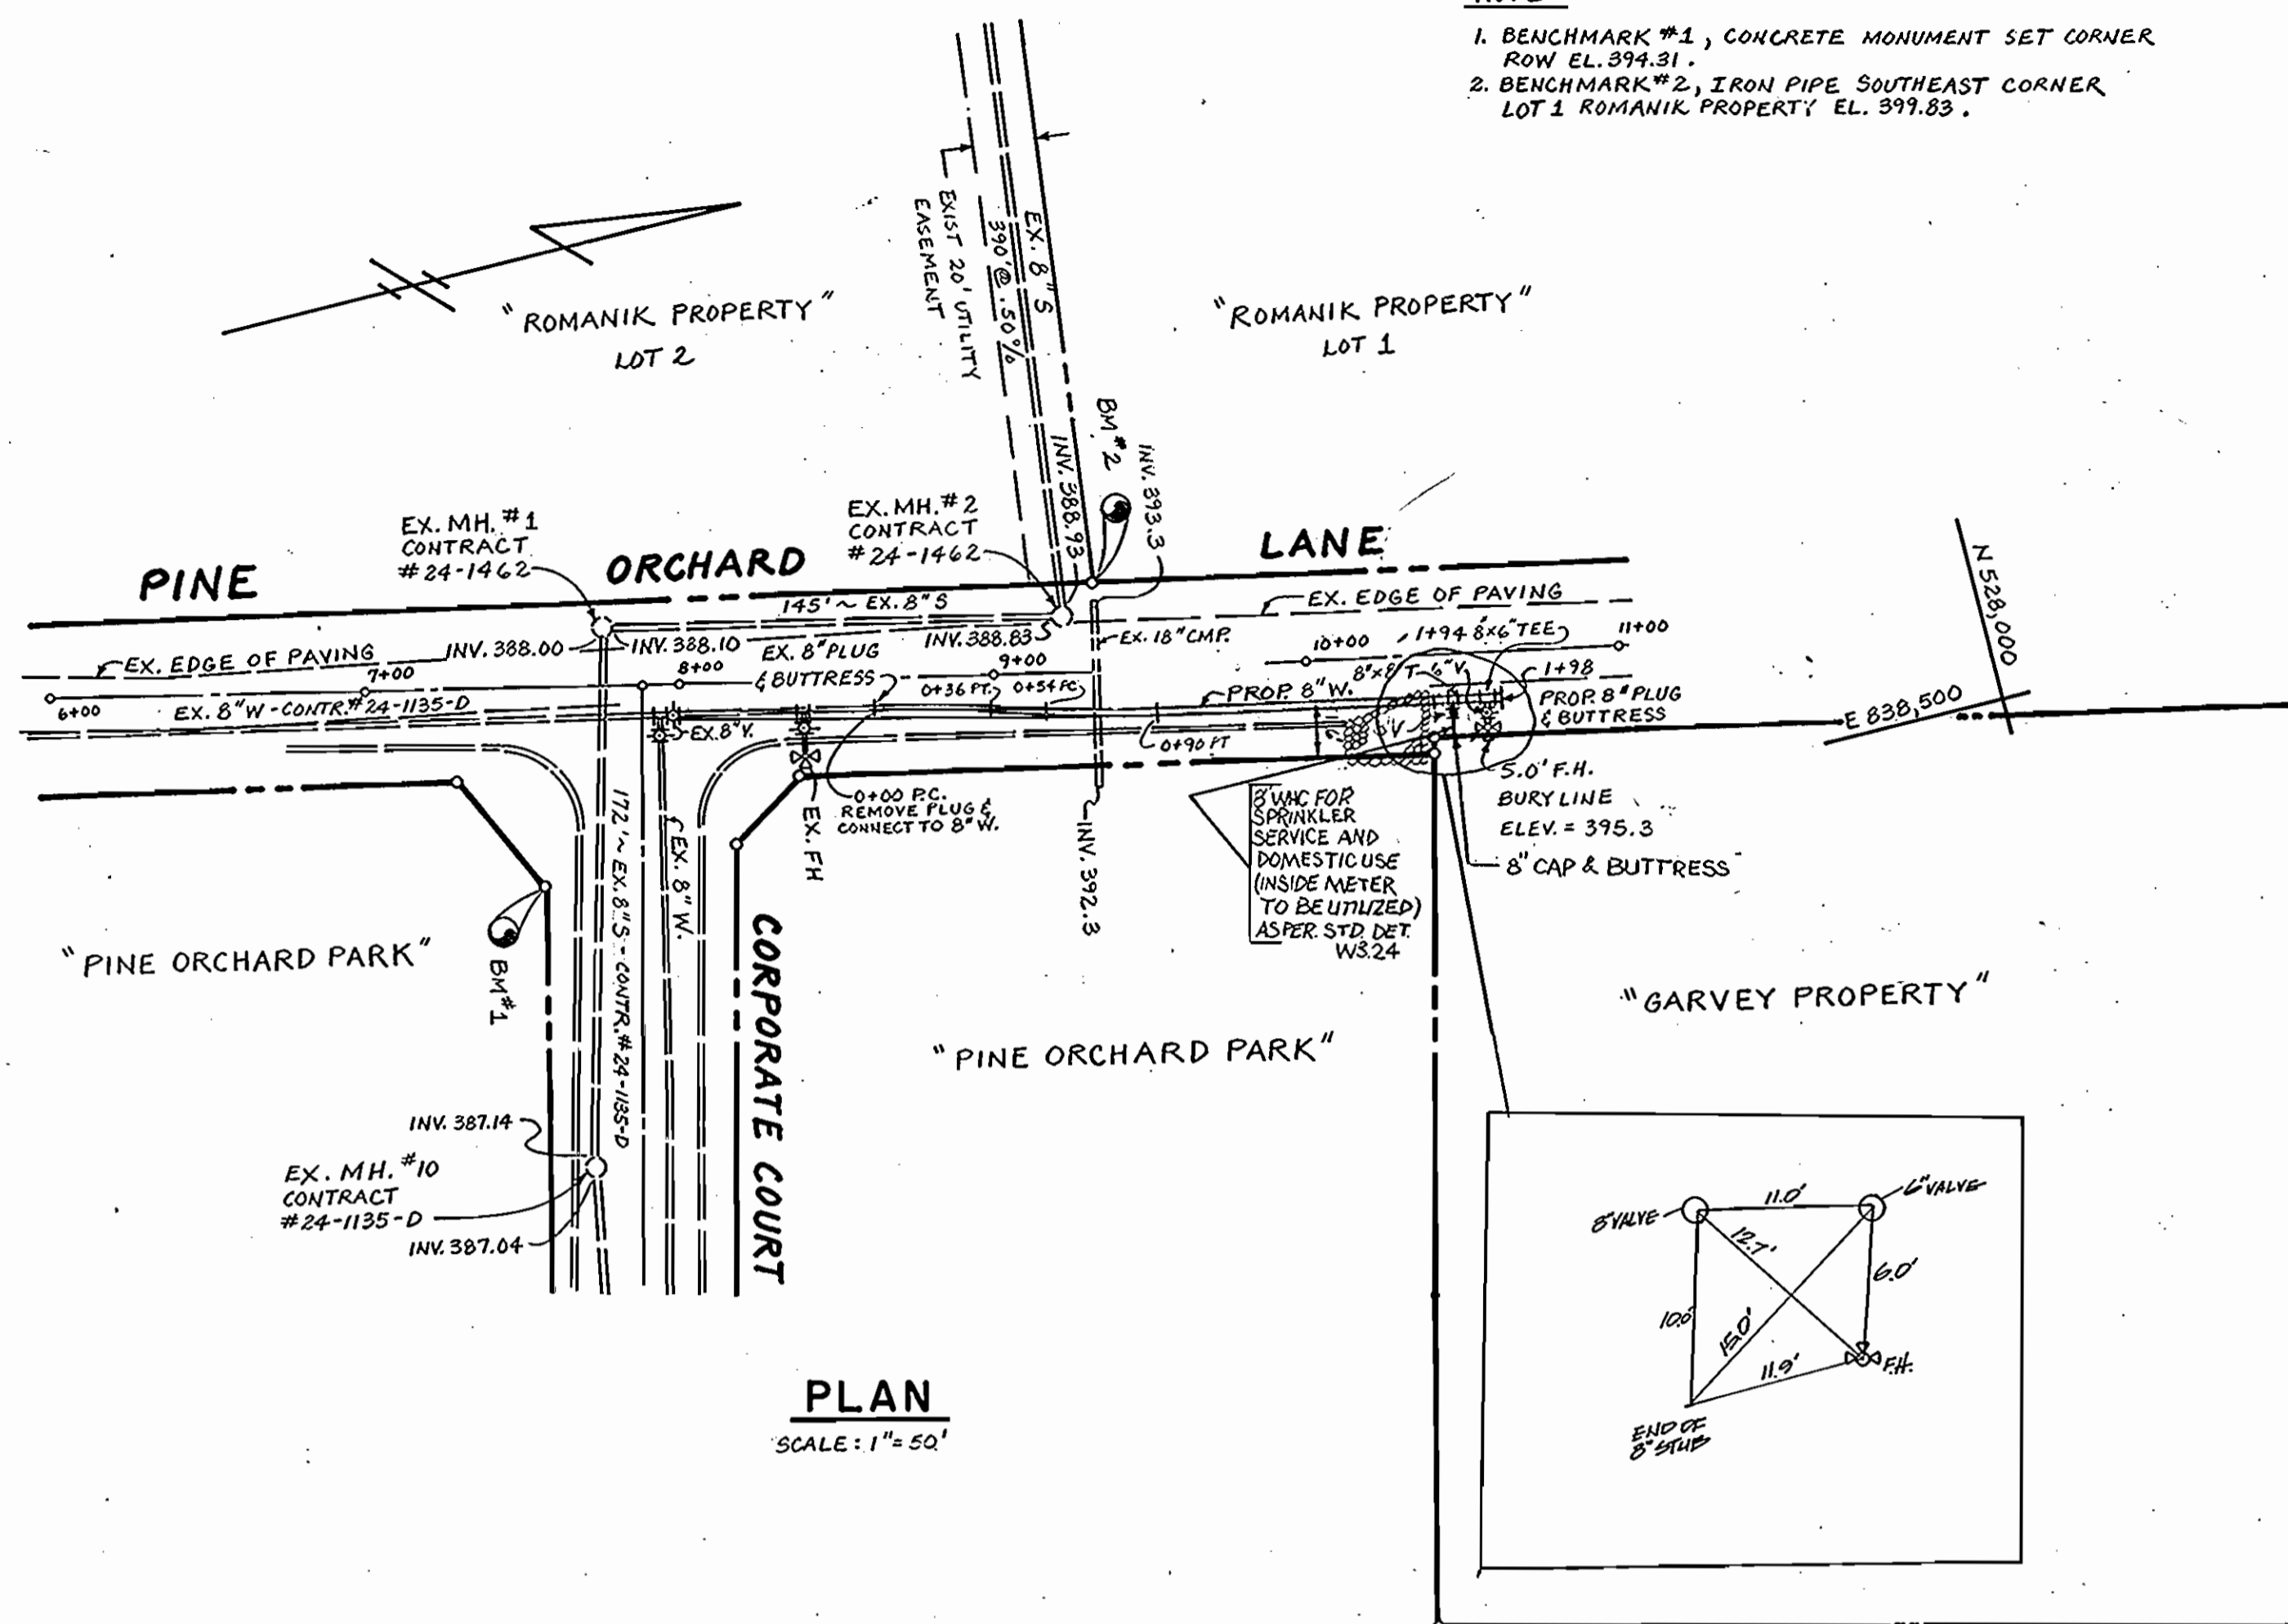 1. BENCHMARK #1, CONCRETE MONUMENT SET CORNER
ROW EL. 394.31.
2. BENCHMARK #2, IRON PIPE SOUTHEAST CORNER
LOT 1 ROMANIK PROPERTY EL. 399.83.
EXIST 20' UTILITY
EASEMENT
EX. 8" S
390' @ .50%
"ROMANIK PROPERTY"
LOT 2
"ROMANIK PROPERTY"
LOT 1
INV. 388.93
BM #2
INV. 393.3
EX. MH. #1
CONTRACT
#24-1462
EX. MH. #2
CONTRACT
#24-1462
PINE ORCHARD LANE
145' ~ EX. 8" S
EX. EDGE OF PAVING
INV. 388.00
INV. 388.10
INV. 388.83
EX. 18" CMP.
EX. 8" PLUG
& BUTTRESS
EX. EDGE OF PAVING
6+00
7+00
8+00
9+00
10+00
11+00
1+94 8"x6" TEE
8"x8" T
6" V
1+98
0+36 PT.
0+54 PC
PROP. 8" W.
PROP. 8" PLUG
& BUTTRESS
EX. 8" W - CONTR. #24-1135-D
EX. 8" V.
0+90 PT
N 528,000
E 838,500
0+00 P.C.
REMOVE PLUG &
CONNECT TO 8" W.
EX. FH
INV. 392.3
8" WHC FOR
SPRINKLER
SERVICE AND
DOMESTIC USE
(INSIDE METER
TO BE UTILIZED)
AS PER. STD. DET.
W3.24
5.0' F.H.
BURY LINE
ELEV. = 395.3
8" CAP & BUTTRESS
172' ~ EX. 8" S - CONTR. #24-1135-D
EX. 8" W.
CORPORATE COURT
"PINE ORCHARD PARK"
BM #1
"PINE ORCHARD PARK"
"GARVEY PROPERTY"
INV. 387.14
EX. MH. #10
CONTRACT
#24-1135-D
INV. 387.04
8" VALVE
11.0'
6" VALVE
12.7'
6.0'
10.0'
15.0'
11.9'
F.H.
END OF
8" STUB
PLAN
SCALE: 1" = 50'